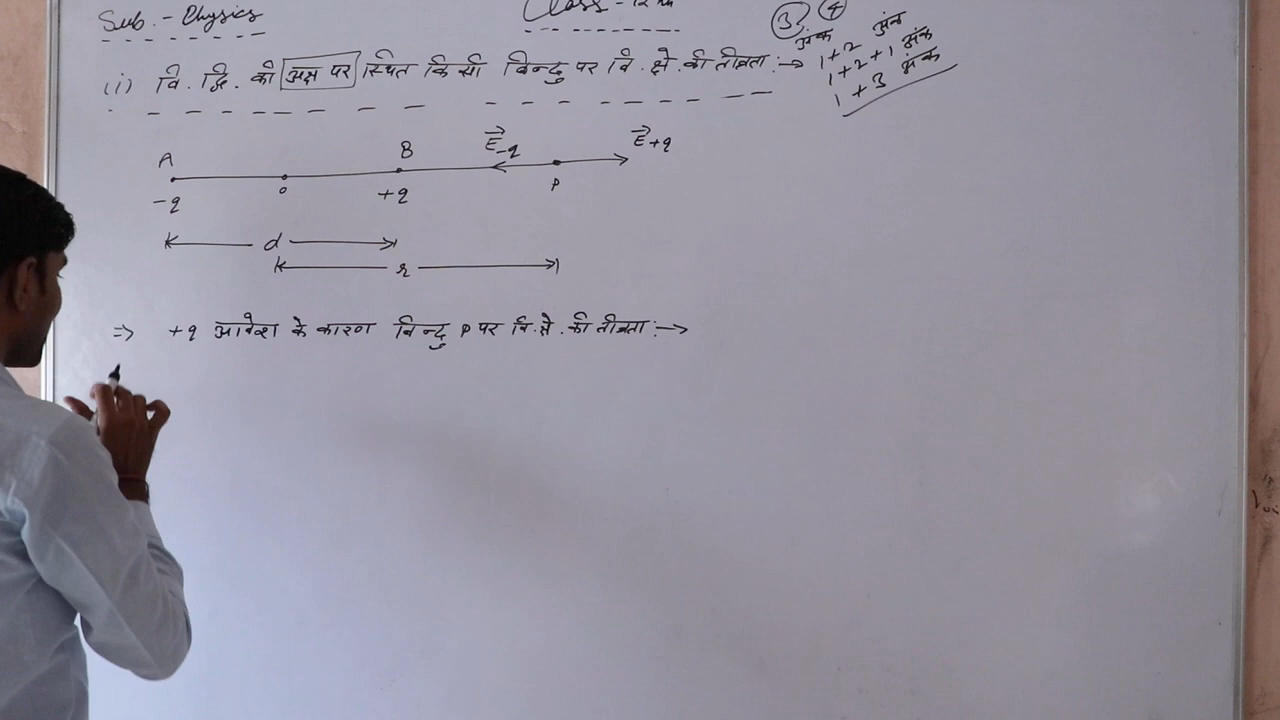 Sub. - Physics
Class - 12th
3 4
अंक अंक
1+2
1+2+1 अंक
1+3 अंक
(i) वि. द्वि. की अक्ष पर स्थित किसी बिन्दु पर वि. क्षे. की तीव्रता :→
A B E⃗-q E⃗+q
-q o +q P
d
r
⇒ +q आवेश के कारण बिन्दु P पर वि. क्षे. की तीव्रता :→